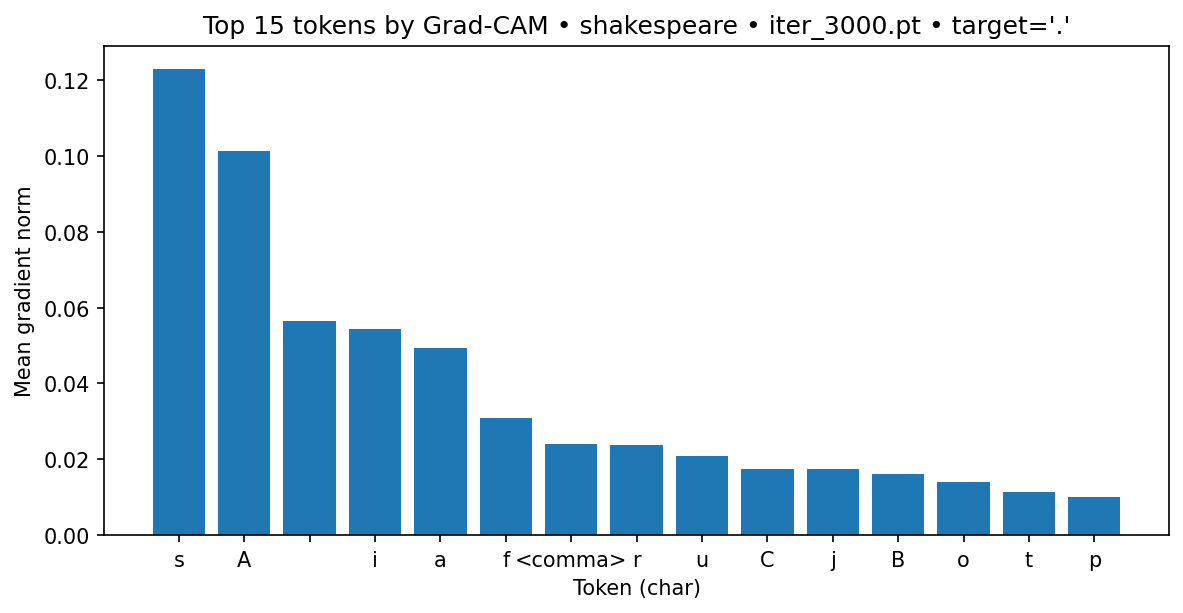 Top 15 tokens by Grad-CAM • shakespeare • iter_3000.pt • target='.'
Mean gradient norm
0.12
0.10
0.08
0.06
0.04
0.02
0.00
s A i a f <comma> r u C j B o t p
Token (char)